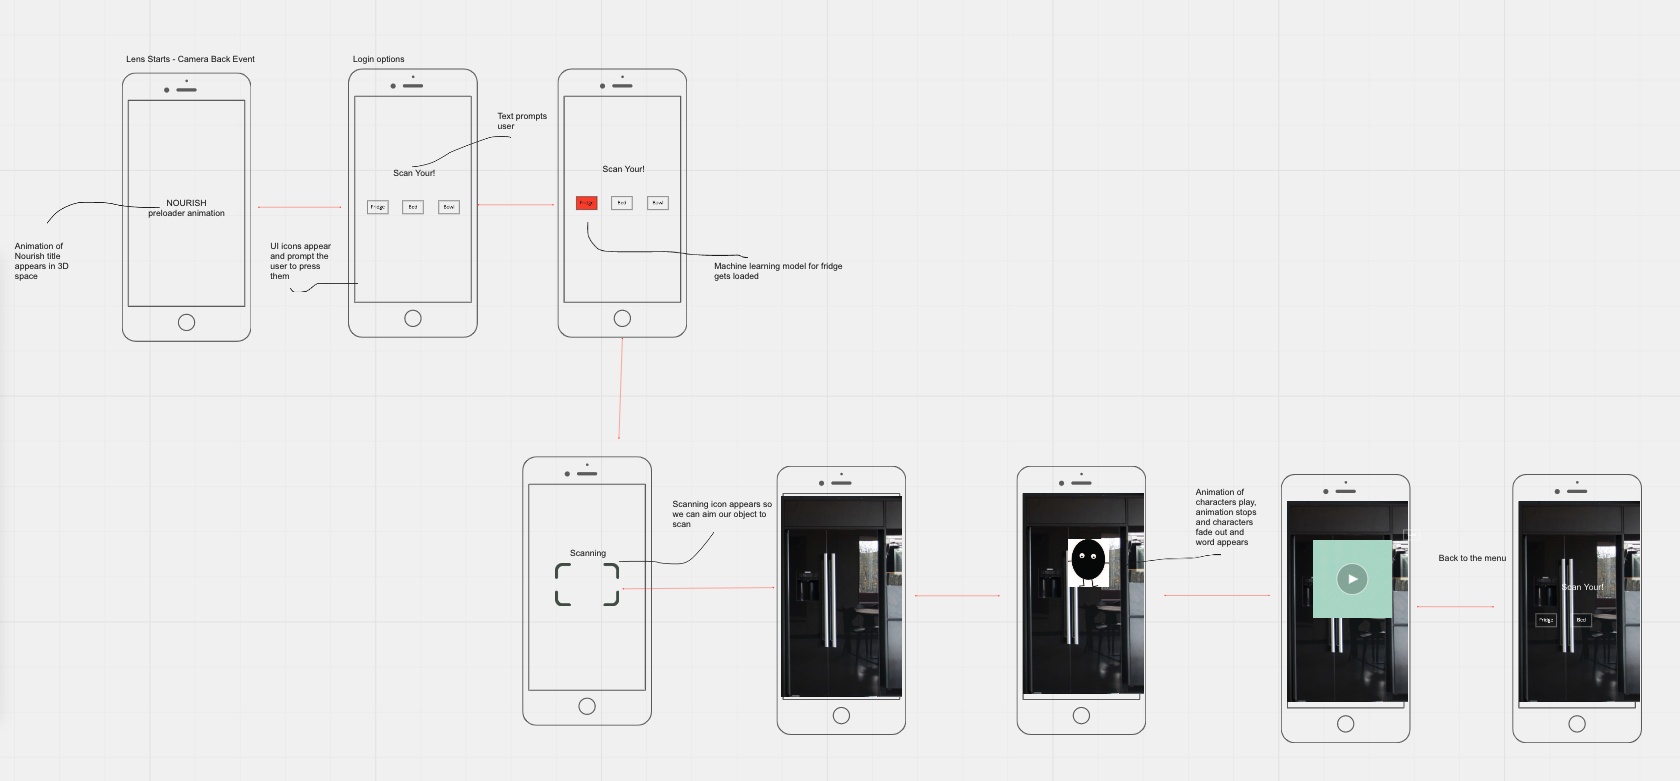 Lens Starts - Camera Back Event
Login options
Text prompts
user
NOURISH
preloader animation
Animation of
Nourish title
appears in 3D
space
Scan Your!
Fridge
Bed
Bowl
UI icons appear
and prompt the
user to press
them
Scan Your!
Fridge
Bed
Bowl
Machine learning model for fridge
gets loaded
Scanning
Scanning icon appears so
we can aim our object to
scan
Animation of
characters play,
animation stops
and characters
fade out and
word appears
Back to the menu
Scan Your!
Fridge
Bed